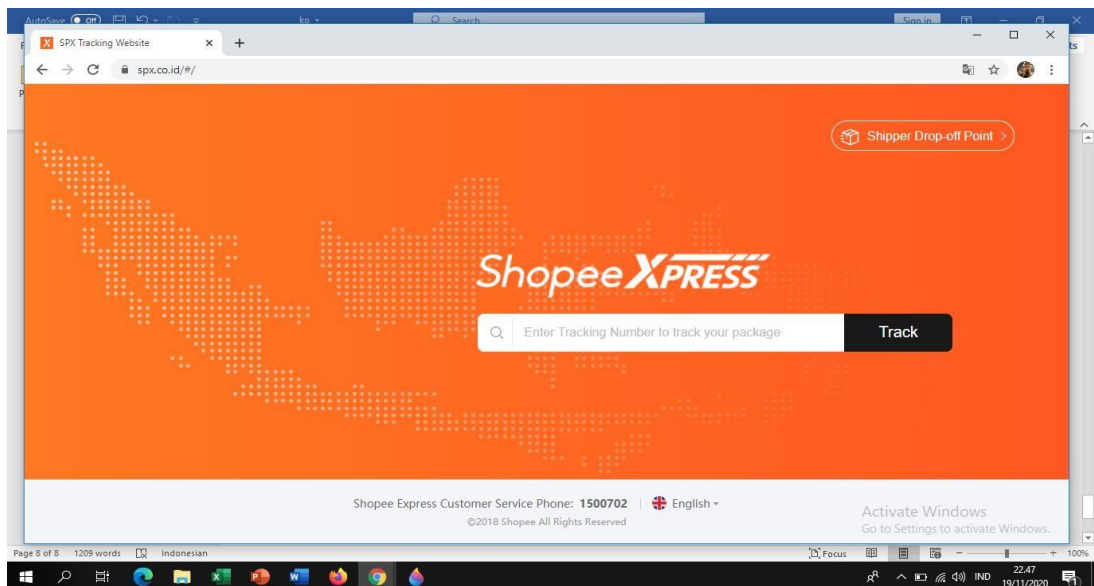 AutoSave Off kp Search Sign in
SPX Tracking Website
spx.co.id/#/
Shipper Drop-off Point >
Shopee XPRESS
Enter Tracking Number to track your package Track
Shopee Express Customer Service Phone: 1500702 | English
©2018 Shopee All Rights Reserved
Activate Windows
Go to Settings to activate Windows.
Page 8 of 8 1209 words Indonesian Focus 100%
IND 22.47
19/11/2020